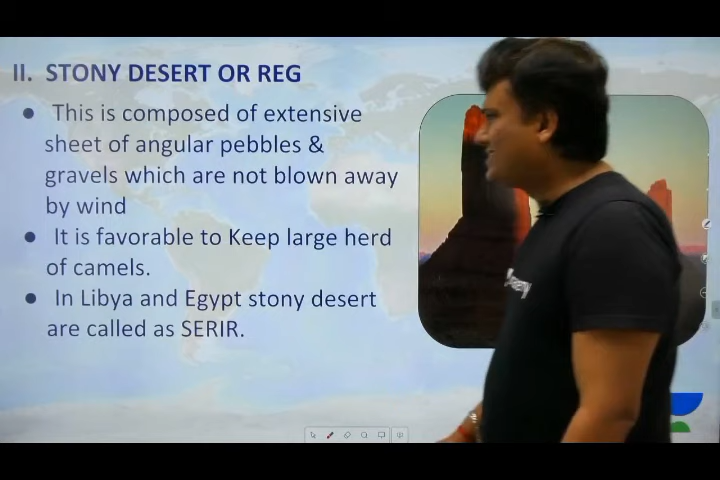 II. STONY DESERT OR REG
● This is composed of extensive
sheet of angular pebbles &
gravels which are not blown away
by wind
● It is favorable to Keep large herd
of camels.
● In Libya and Egypt stony desert
are called as SERIR.